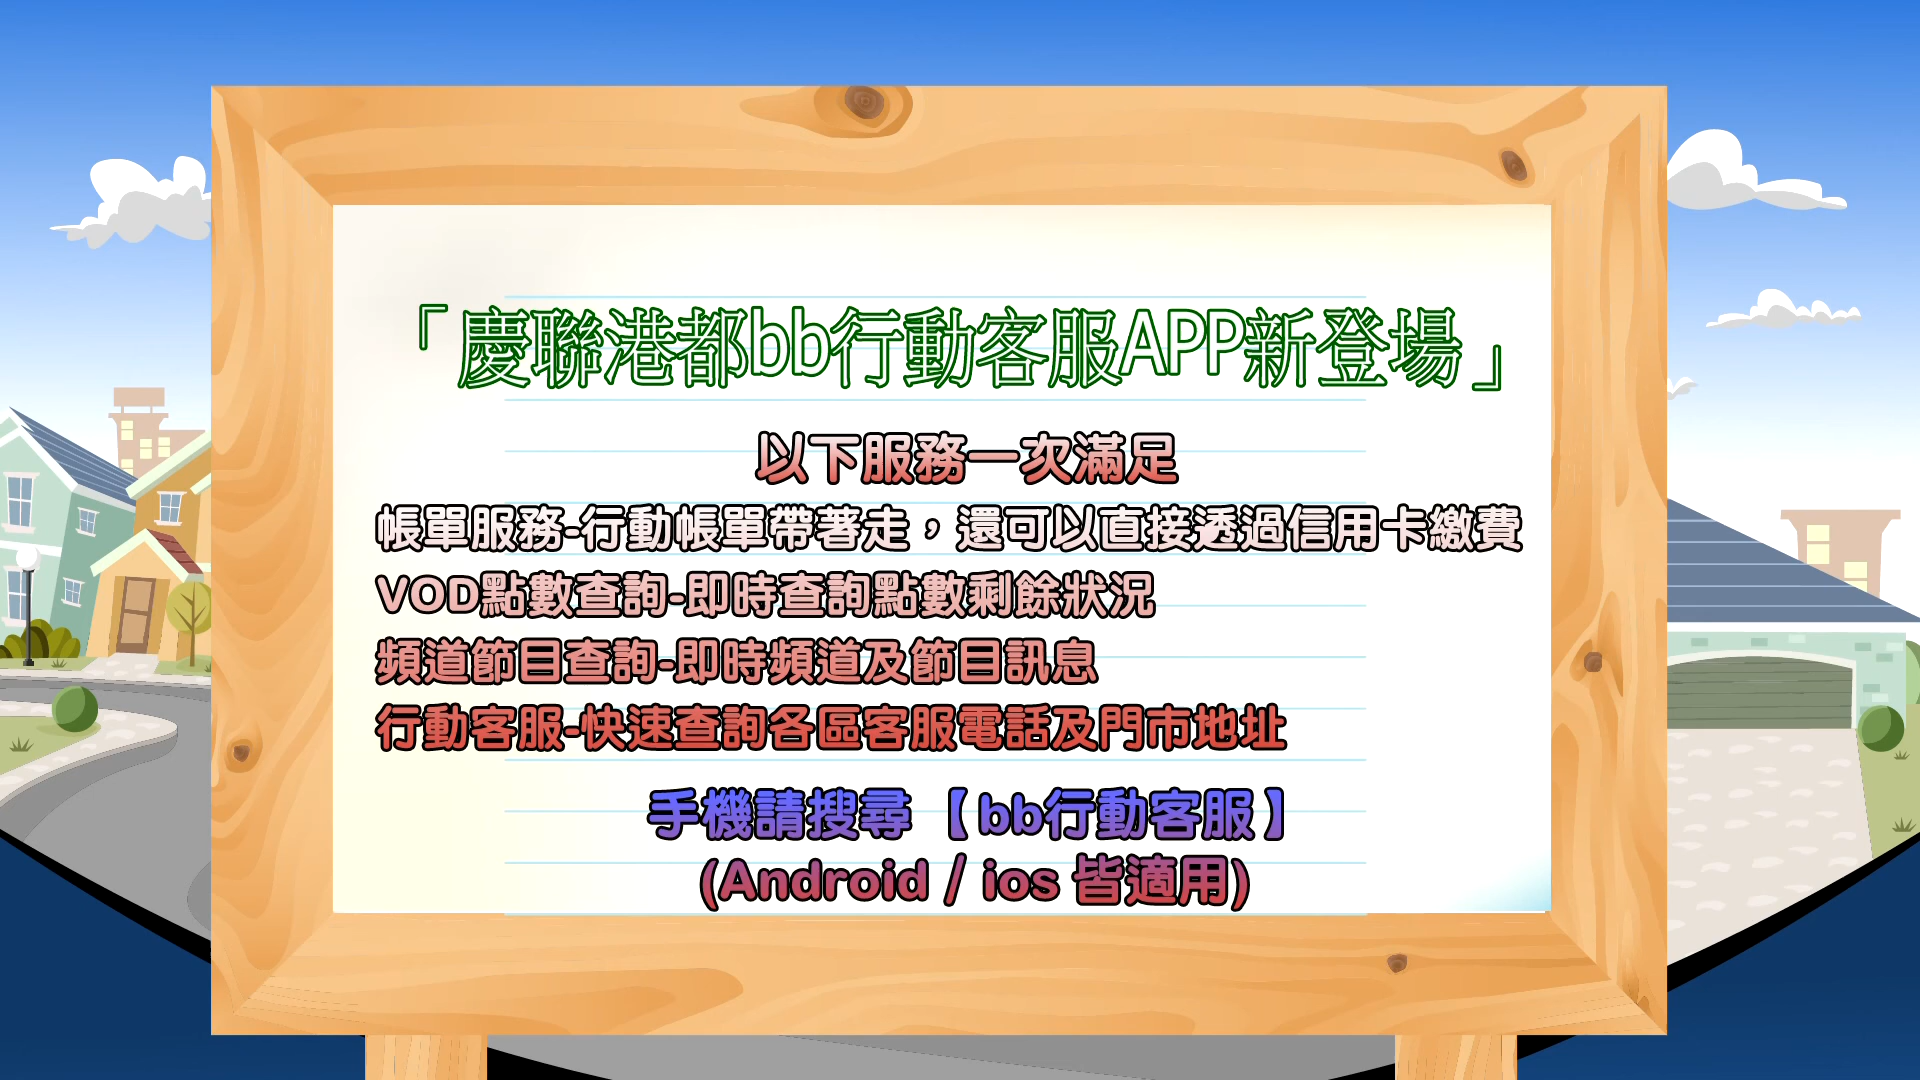 「慶聯港都bb行動客服APP新登場」
以下服務一次滿足
帳單服務-行動帳單帶著走，還可以直接透過信用卡繳費
VOD點數查詢-即時查詢點數剩餘狀況
頻道節目查詢-即時頻道及節目訊息
行動客服-快速查詢各區客服電話及門市地址
手機請搜尋【bb行動客服】
(Android / ios 皆適用)